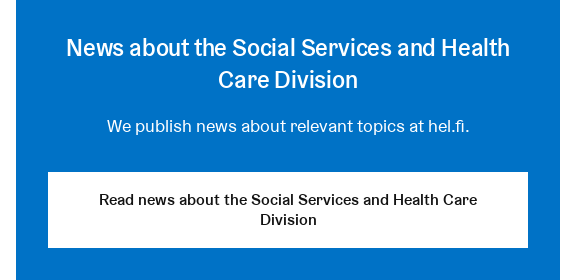 News about the Social Services and Health
Care Division
We publish news about relevant topics at hel.fi.
Read news about the Social Services and Health Care
Division